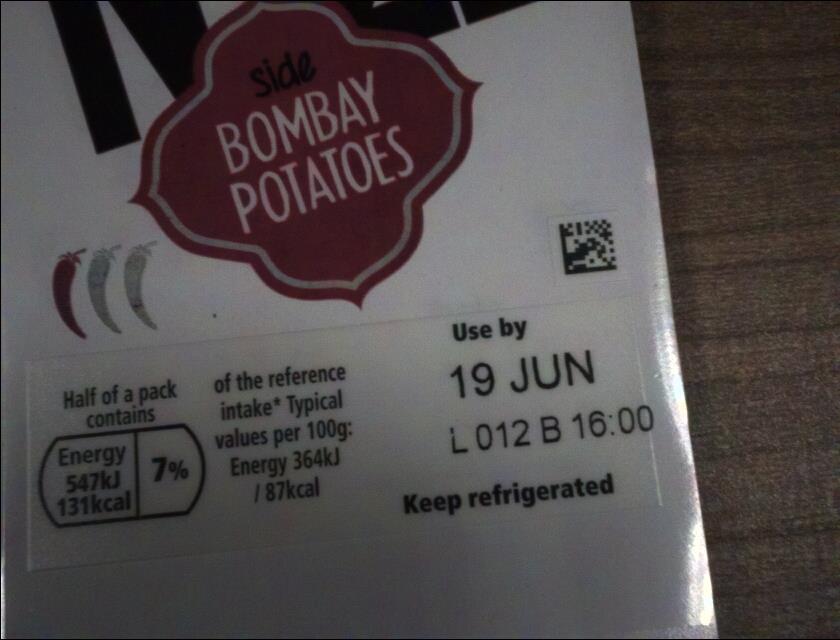 side
BOMBAY
POTATOES
Use by
19 JUN
L 012 B 16:00
Keep refrigerated
Half of a pack
contains
Energy
547kJ
131kcal
7%
of the reference
intake* Typical
values per 100g:
Energy 364kJ
/ 87kcal